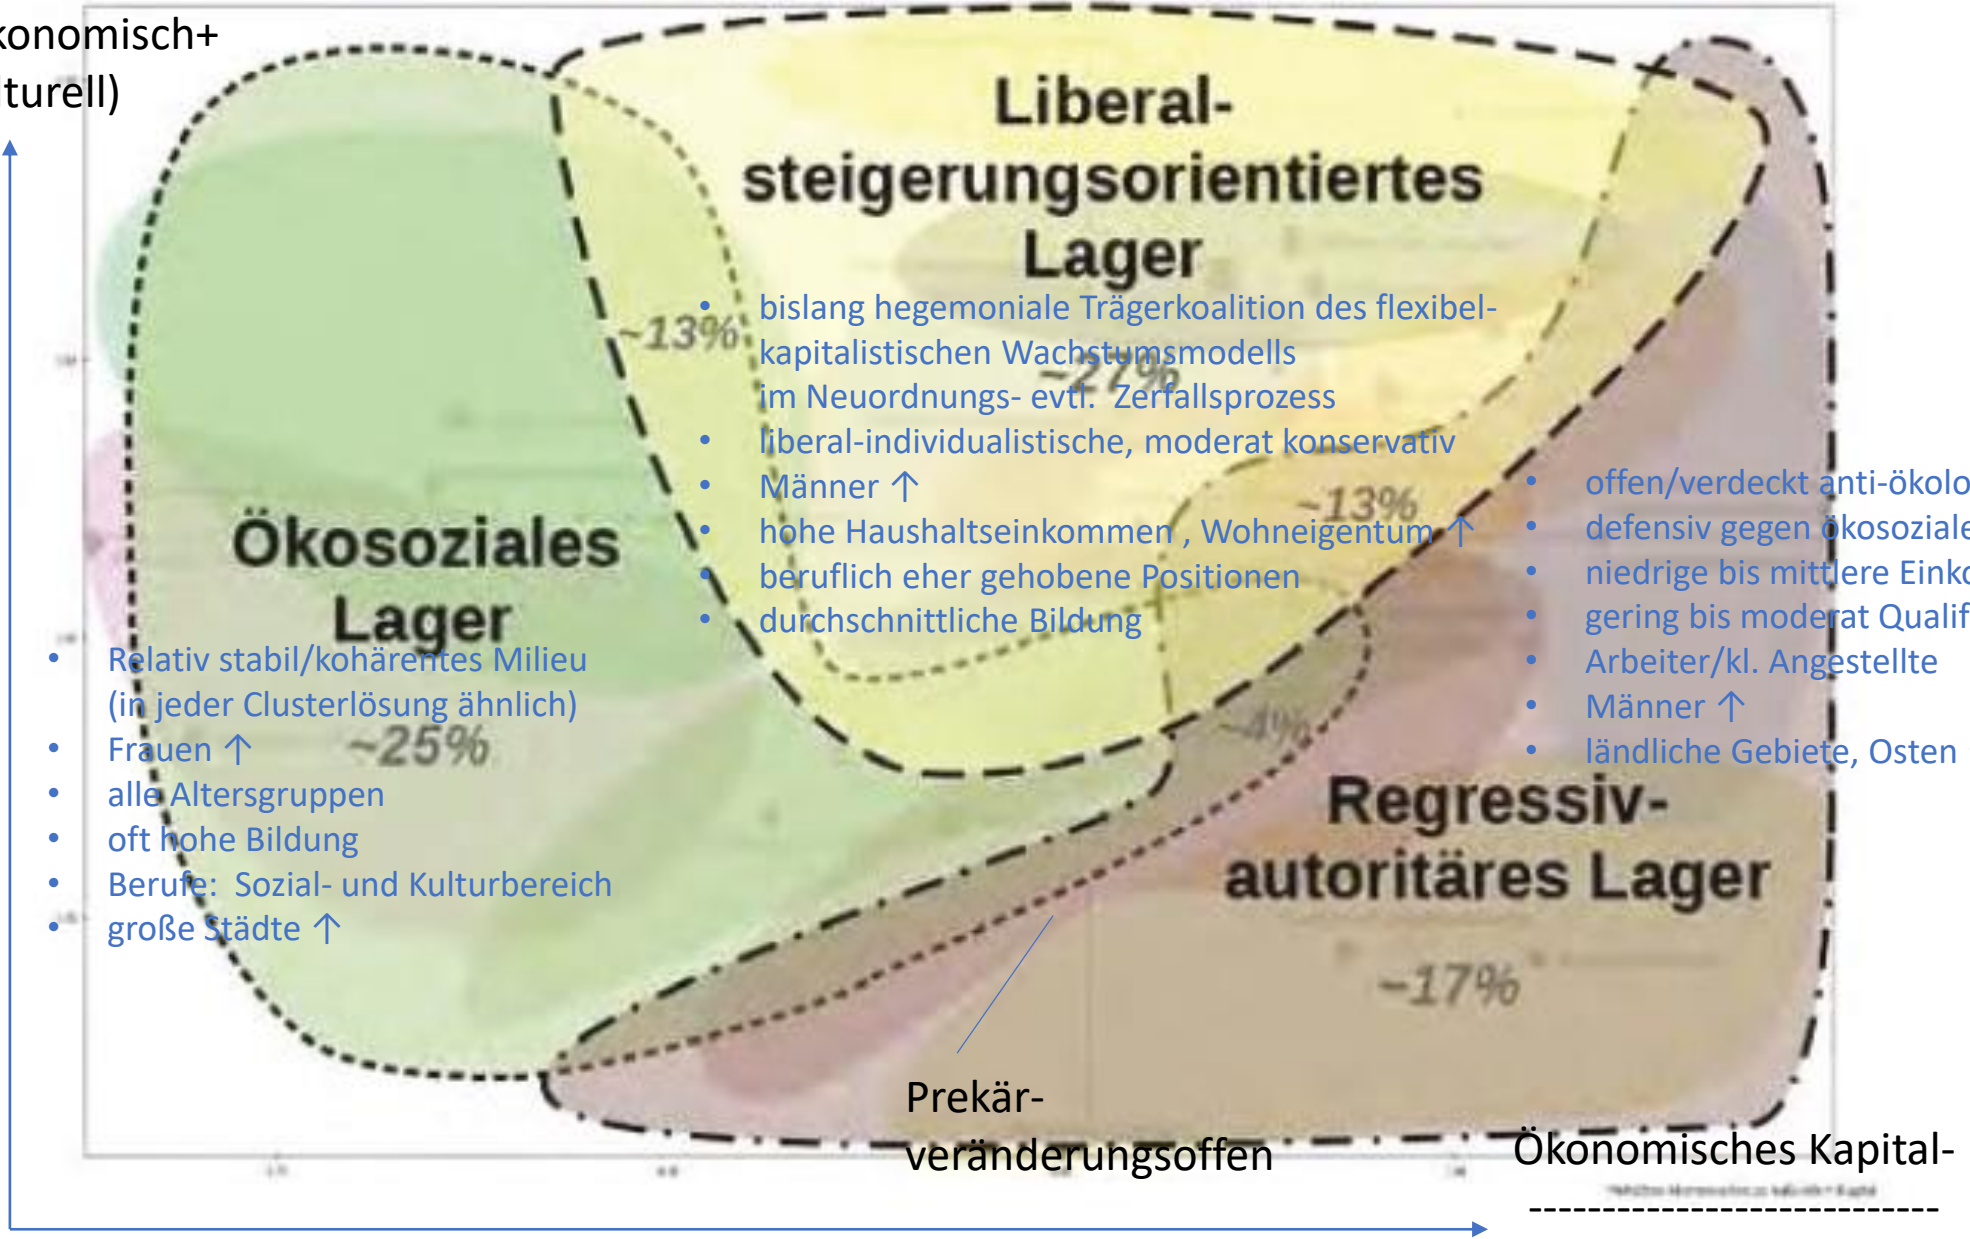 konomisch+
lturell)
Liberal-
steigerungsorientiertes
Lager
• bislang hegemoniale Trägerkoalition des flexibel-
kapitalistischen Wachstumsmodells
im Neuordnungs- evtl. Zerfallsprozess
• liberal-individualistische, moderat konservativ
• Männer ↑
• hohe Haushaltseinkommen , Wohneigentum ↑
• beruflich eher gehobene Positionen
• durchschnittliche Bildung
~13%
~27%
~13%
~4%
Ökosoziales
Lager
• Relativ stabil/kohärentes Milieu
(in jeder Clusterlösung ähnlich)
• Frauen ↑
~25%
• alle Altersgruppen
• oft hohe Bildung
• Berufe: Sozial- und Kulturbereich
• große Städte ↑
• offen/verdeckt anti-ökolo
• defensiv gegen ökosoziale
• niedrige bis mittlere Einko
• gering bis moderat Qualif
• Arbeiter/kl. Angestellte
• Männer ↑
• ländliche Gebiete, Osten
Regressiv-
autoritäres Lager
~17%
Prekär-
veränderungsoffen
Ökonomisches Kapital-
----------------------------